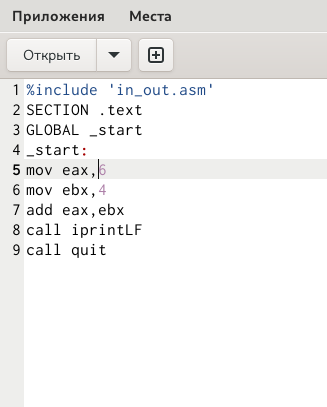 Приложения Места
Открыть
1 %include 'in_out.asm'
2 SECTION .text
3 GLOBAL _start
4 _start:
5 mov eax,6
6 mov ebx,4
7 add eax,ebx
8 call iprintLF
9 call quit